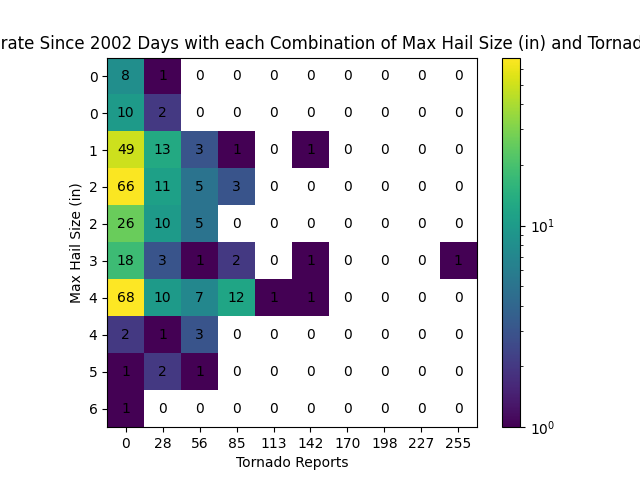 rate Since 2002 Days with each Combination of Max Hail Size (in) and Tornad
0 8 1 0 0 0 0 0 0 0 0
0 10 2 0 0 0 0 0 0 0 0
1 49 13 3 1 0 1 0 0 0 0
2 66 11 5 3 0 0 0 0 0 0
2 26 10 5 0 0 0 0 0 0 0
3 18 3 1 2 0 1 0 0 0 1
4 68 10 7 12 1 1 0 0 0 0
4 2 1 3 0 0 0 0 0 0 0
5 1 2 1 0 0 0 0 0 0 0
6 1 0 0 0 0 0 0 0 0 0
0 28 56 85 113 142 170 198 227 255
Tornado Reports
Max Hail Size (in)
10¹
10⁰